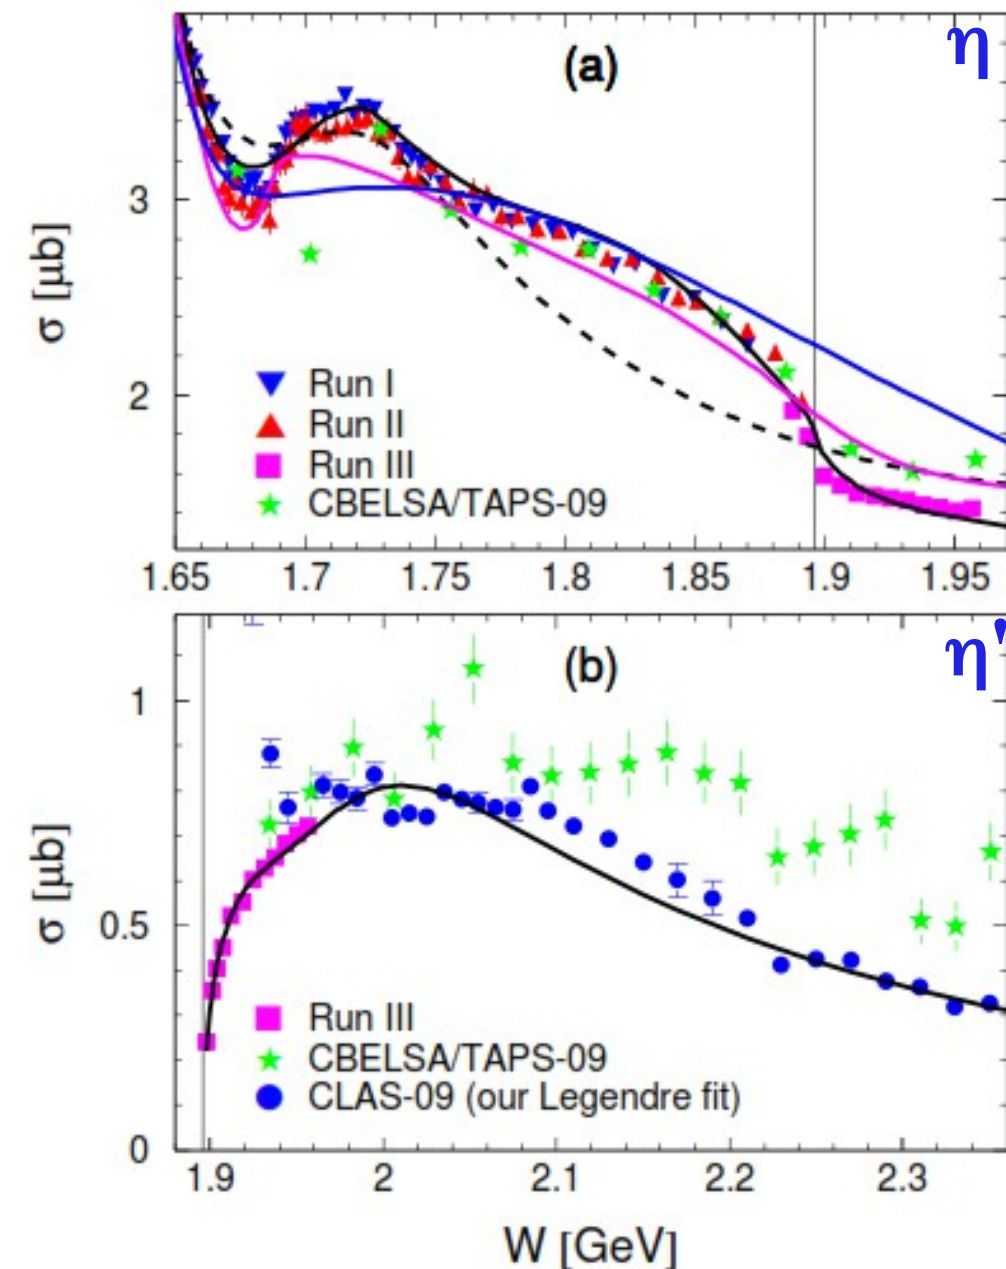 η
(a)
3
2
σ [μb]
Run I
Run II
Run III
CBELSA/TAPS-09
1.65 1.7 1.75 1.8 1.85 1.9 1.95
η'
(b)
1
0.5
0
σ [μb]
Run III
CBELSA/TAPS-09
CLAS-09 (our Legendre fit)
1.9 2 2.1 2.2 2.3
W [GeV]